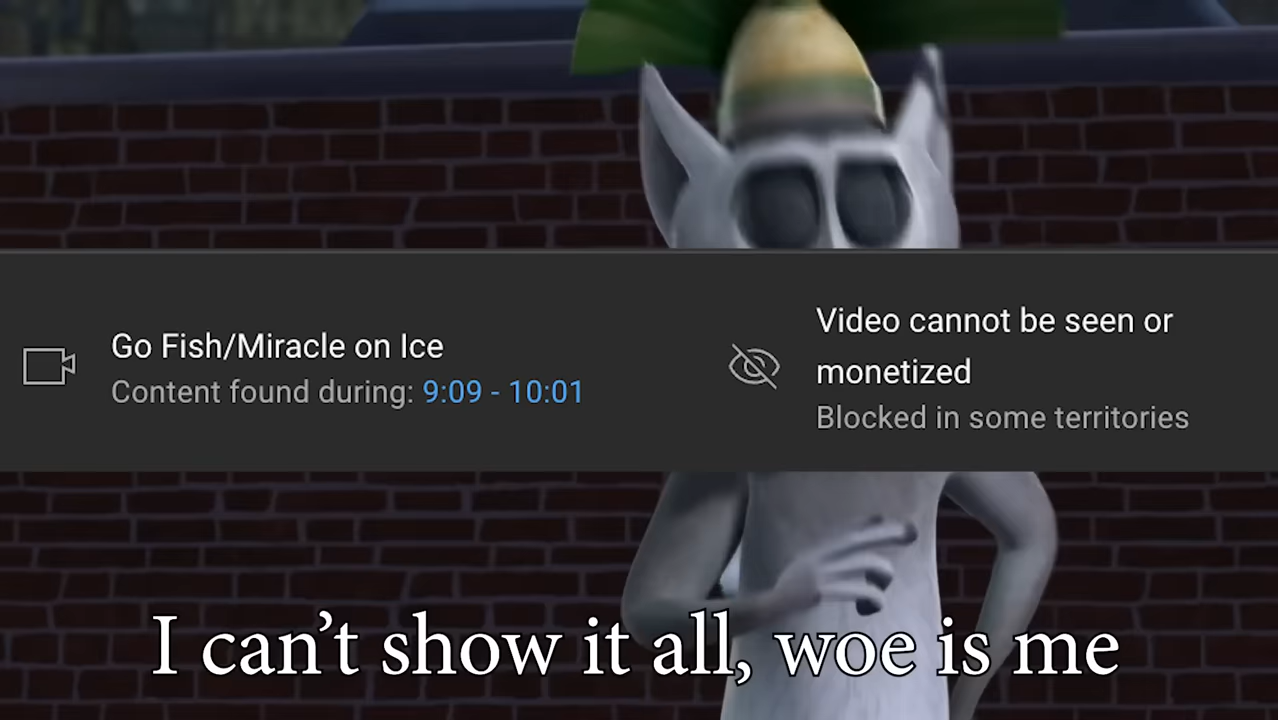 Go Fish/Miracle on Ice
Content found during: 9:09 - 10:01
Video cannot be seen or
monetized
Blocked in some territories
I can’t show it all, woe is me